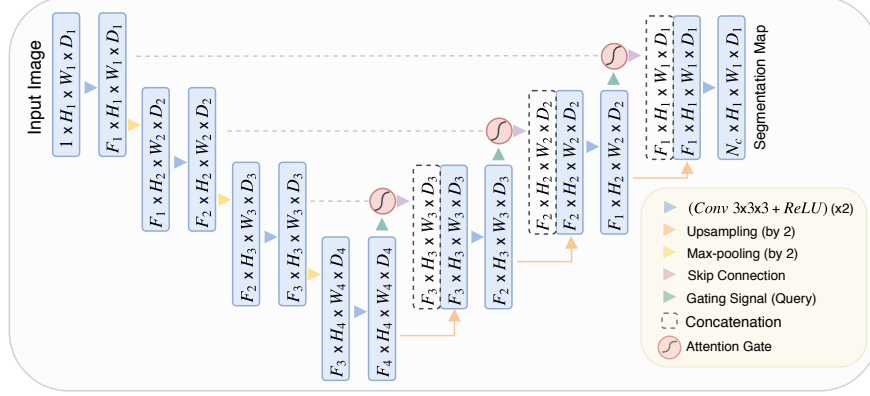 Input Image
1 x H1 x W1 x D1
F1 x H1 x W1 x D1
F1 x H2 x W2 x D2
F2 x H2 x W2 x D2
F2 x H3 x W3 x D3
F3 x H3 x W3 x D3
F3 x H4 x W4 x D4
F4 x H4 x W4 x D4
F3 x H3 x W3 x D3
F3 x H3 x W3 x D3
F2 x H3 x W3 x D3
F2 x H2 x W2 x D2
F2 x H2 x W2 x D2
F1 x H2 x W2 x D2
F1 x H1 x W1 x D1
F1 x H1 x W1 x D1
Nc x H1 x W1 x D1
Segmentation Map
(Conv 3x3x3 + ReLU) (x2)
Upsampling (by 2)
Max-pooling (by 2)
Skip Connection
Gating Signal (Query)
Concatenation
Attention Gate